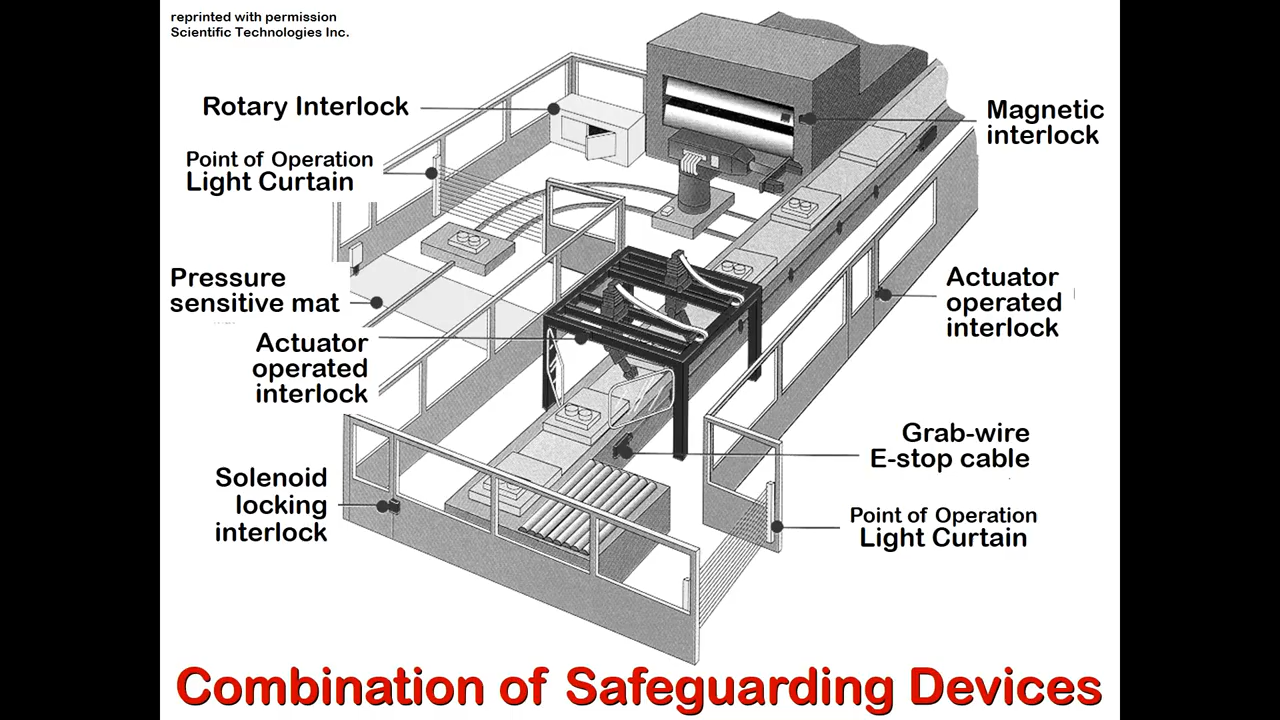 reprinted with permission
Scientific Technologies Inc.
Rotary Interlock
Magnetic
interlock
Point of Operation
Light Curtain
Pressure
sensitive mat
Actuator
operated
interlock
Actuator
operated
interlock
Grab-wire
E-stop cable
Solenoid
locking
interlock
Point of Operation
Light Curtain
Combination of Safeguarding Devices